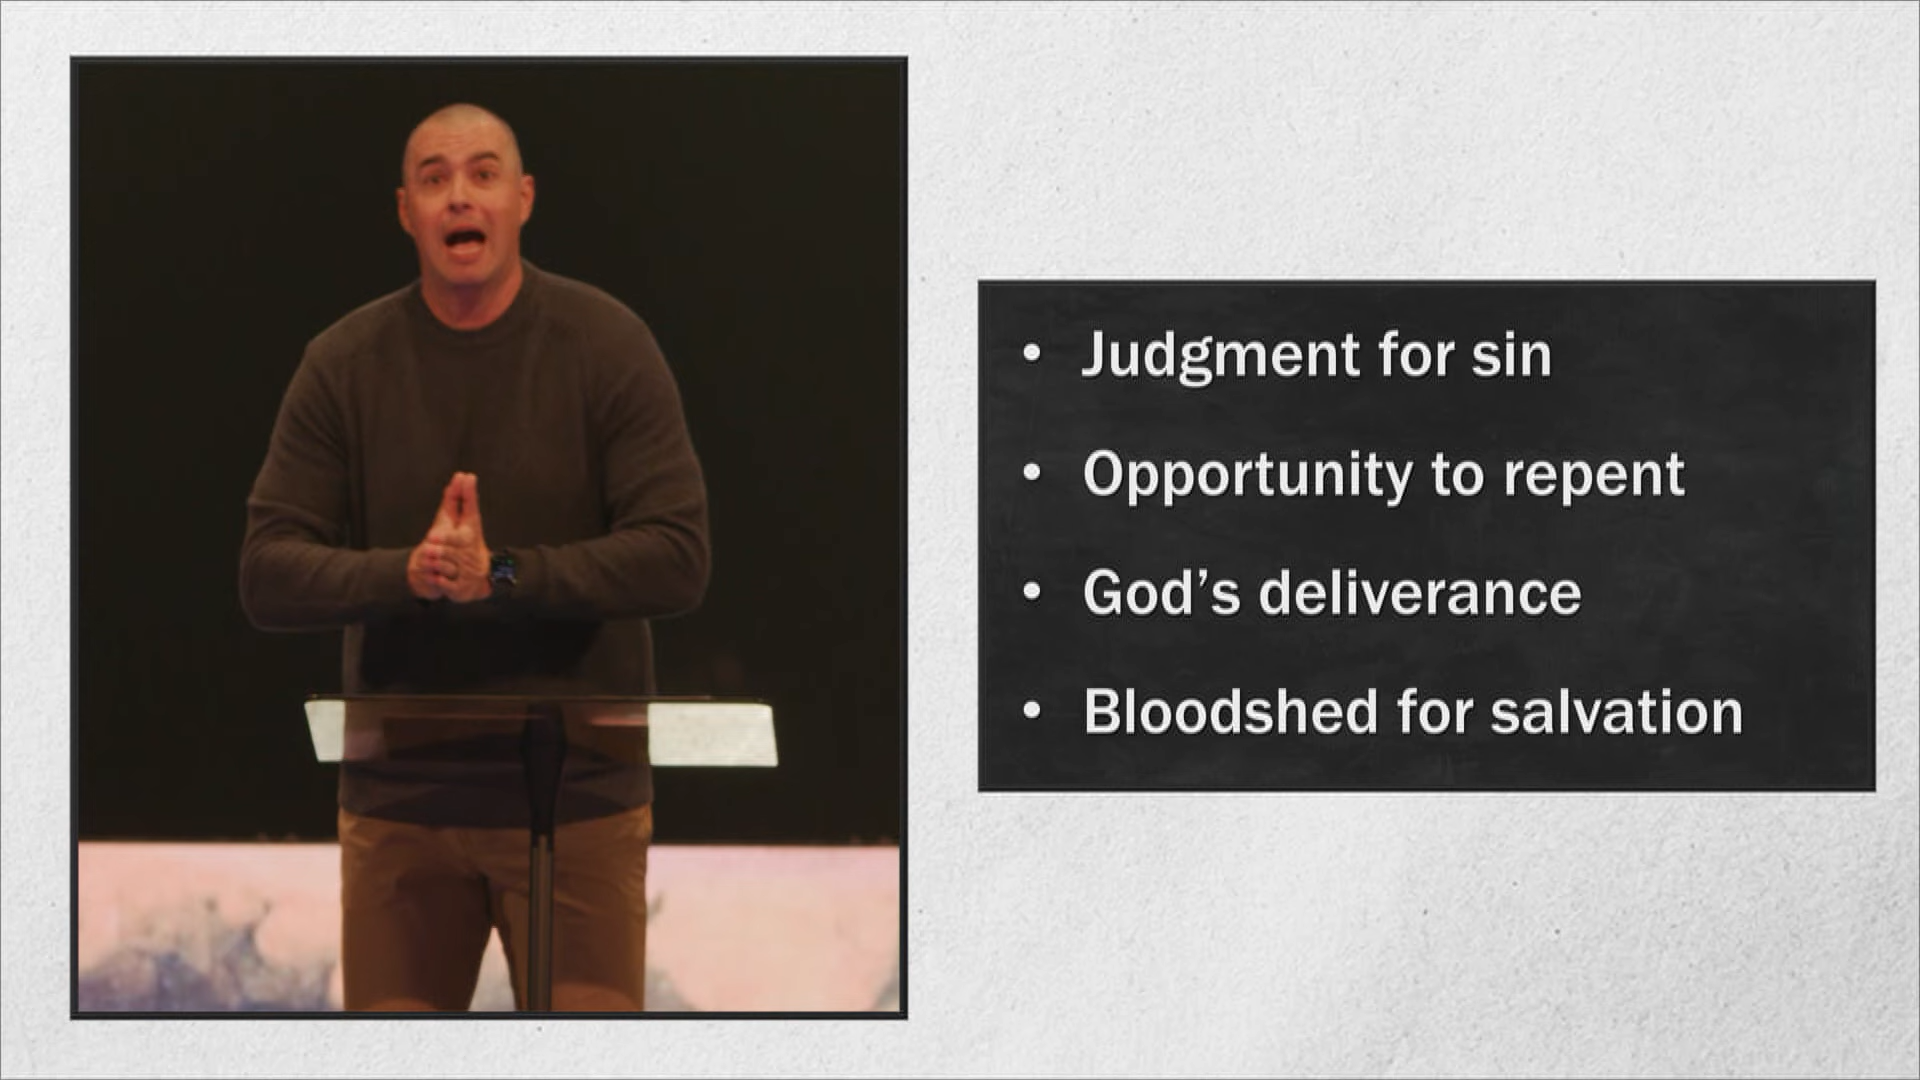 • Judgment for sin
• Opportunity to repent
• God’s deliverance
• Bloodshed for salvation